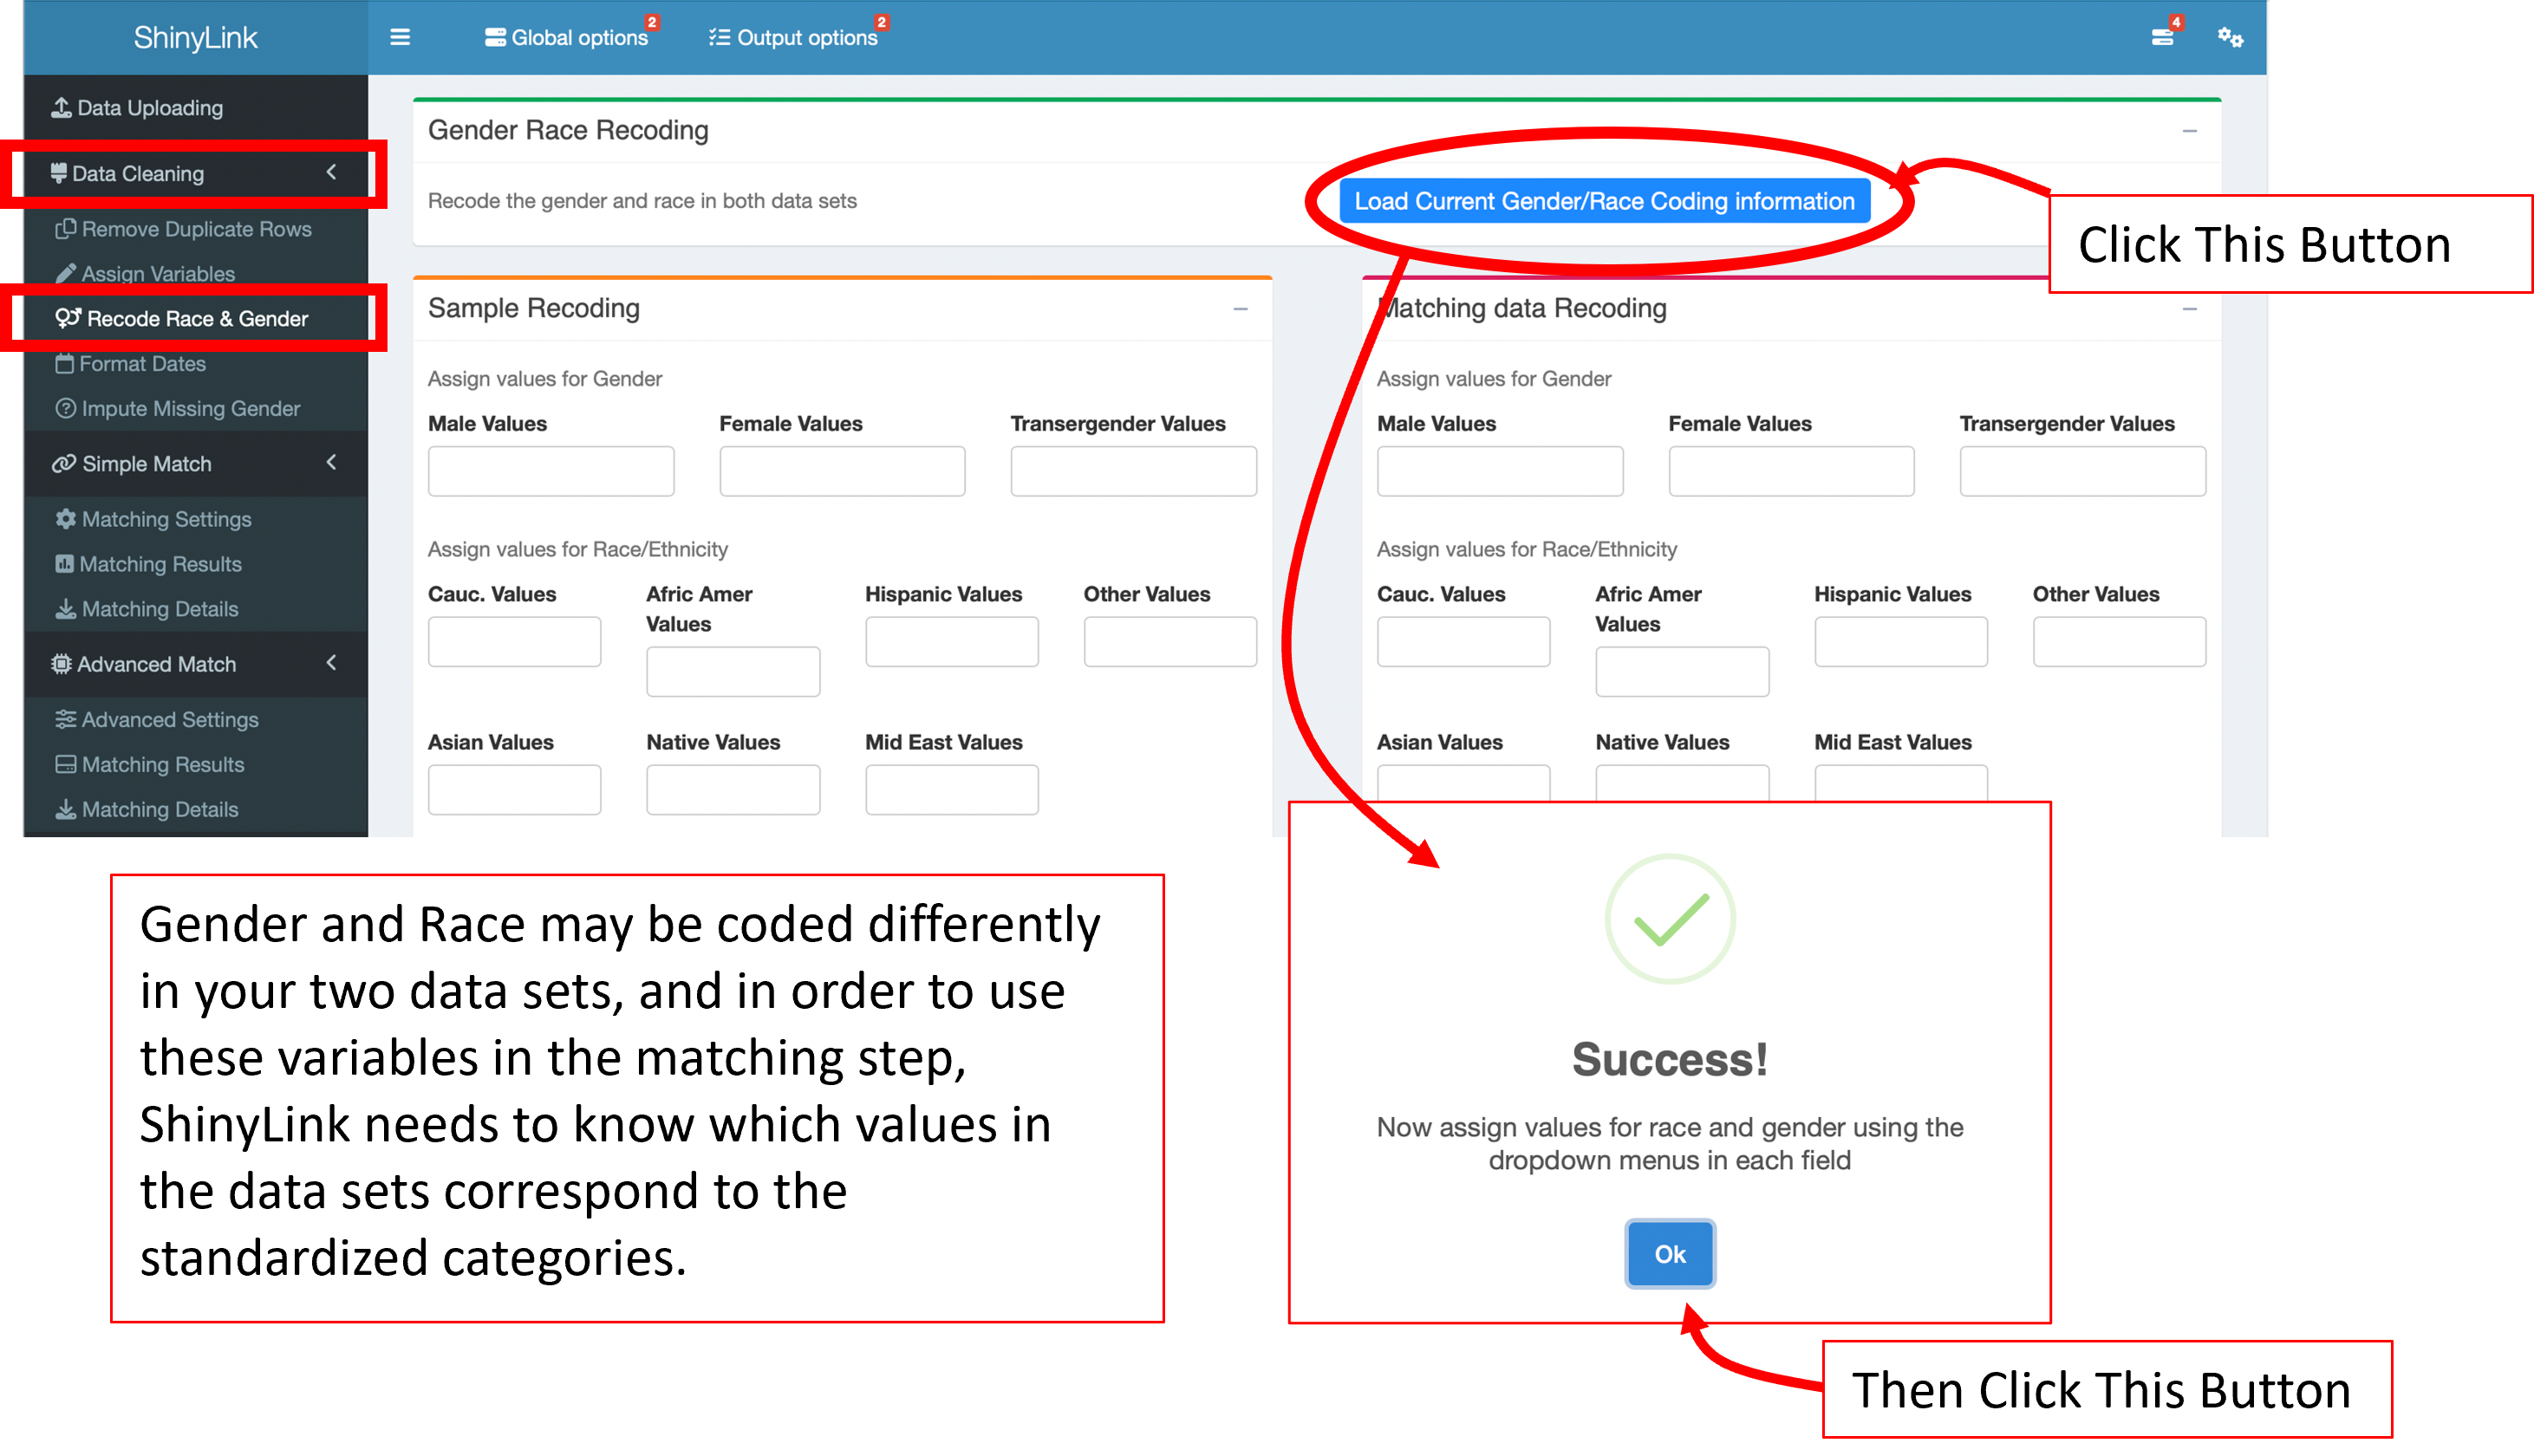 ShinyLink
Global options 2
Output options 2
4
Data Uploading
Data Cleaning
Remove Duplicate Rows
Assign Variables
Recode Race & Gender
Format Dates
Impute Missing Gender
Simple Match
Matching Settings
Matching Results
Matching Details
Advanced Match
Advanced Settings
Matching Results
Matching Details
Gender Race Recoding
Recode the gender and race in both data sets
Load Current Gender/Race Coding information
Click This Button
Sample Recoding
Assign values for Gender
Male Values
Female Values
Transergender Values
Assign values for Race/Ethnicity
Cauc. Values
Afric Amer
Values
Hispanic Values
Other Values
Asian Values
Native Values
Mid East Values
Matching data Recoding
Assign values for Gender
Male Values
Female Values
Transergender Values
Assign values for Race/Ethnicity
Cauc. Values
Afric Amer
Values
Hispanic Values
Other Values
Asian Values
Native Values
Mid East Values
Gender and Race may be coded differently
in your two data sets, and in order to use
these variables in the matching step,
ShinyLink needs to know which values in
the data sets correspond to the
standardized categories.
Success!
Now assign values for race and gender using the
dropdown menus in each field
Ok
Then Click This Button